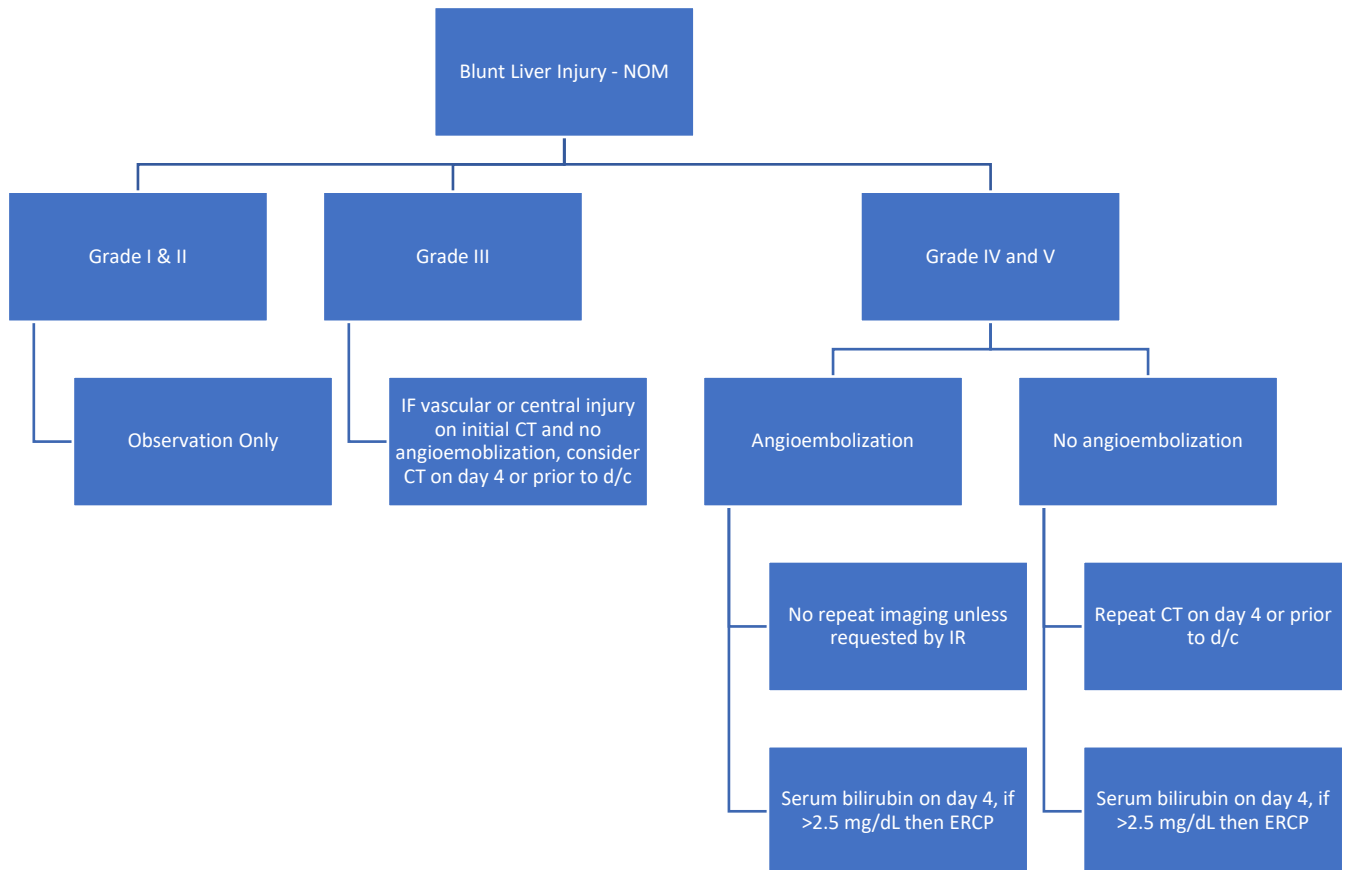 Blunt Liver Injury - NOM
Grade I & II
Grade III
Grade IV and V
Observation Only
IF vascular or central injury
on initial CT and no
angioemoblization, consider
CT on day 4 or prior to d/c
Angioembolization
No angioembolization
No repeat imaging unless
requested by IR
Repeat CT on day 4 or prior
to d/c
Serum bilirubin on day 4, if
>2.5 mg/dL then ERCP
Serum bilirubin on day 4, if
>2.5 mg/dL then ERCP